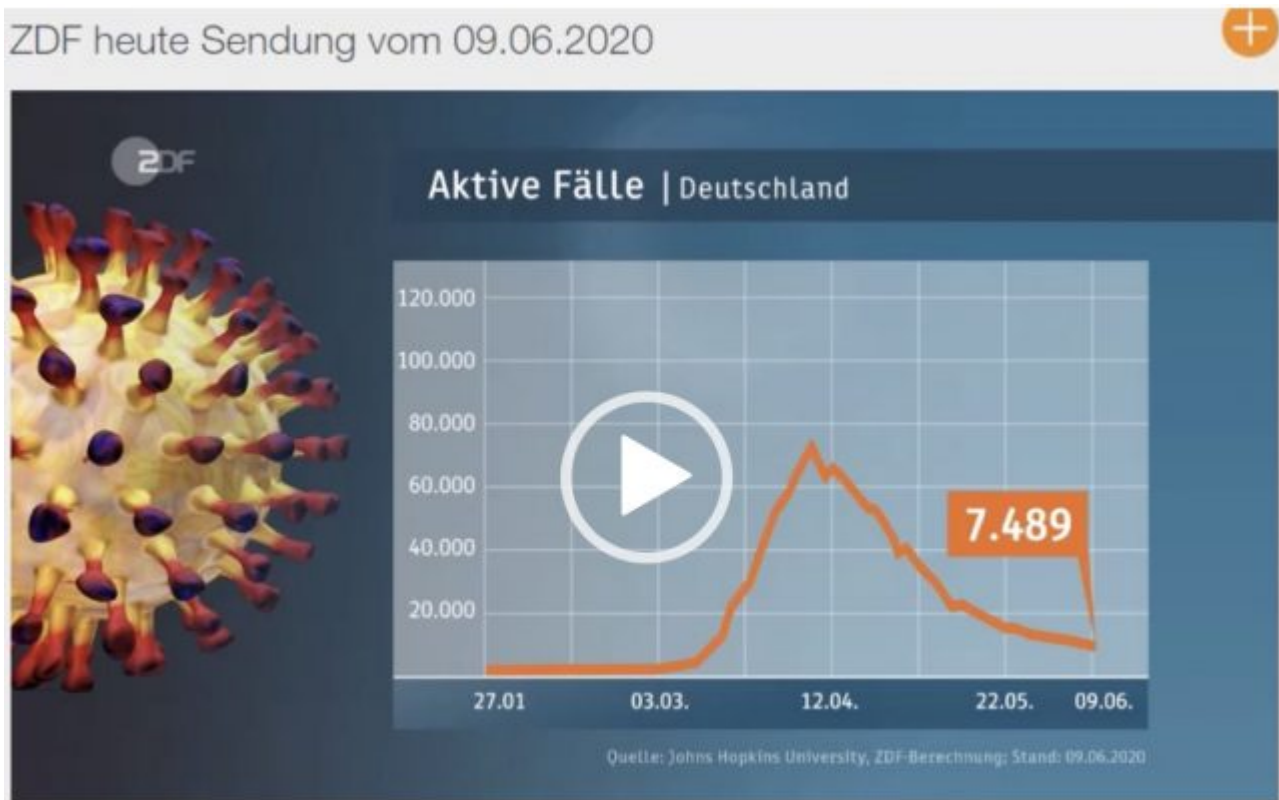 ZDF heute Sendung vom 09.06.2020
ZDF
Aktive Fälle | Deutschland
120.000
100.000
80.000
60.000
40.000
20.000
7.489
27.01 03.03. 12.04. 22.05. 09.06.
Quelle: Johns Hopkins University, ZDF-Berechnung; Stand: 09.06.2020